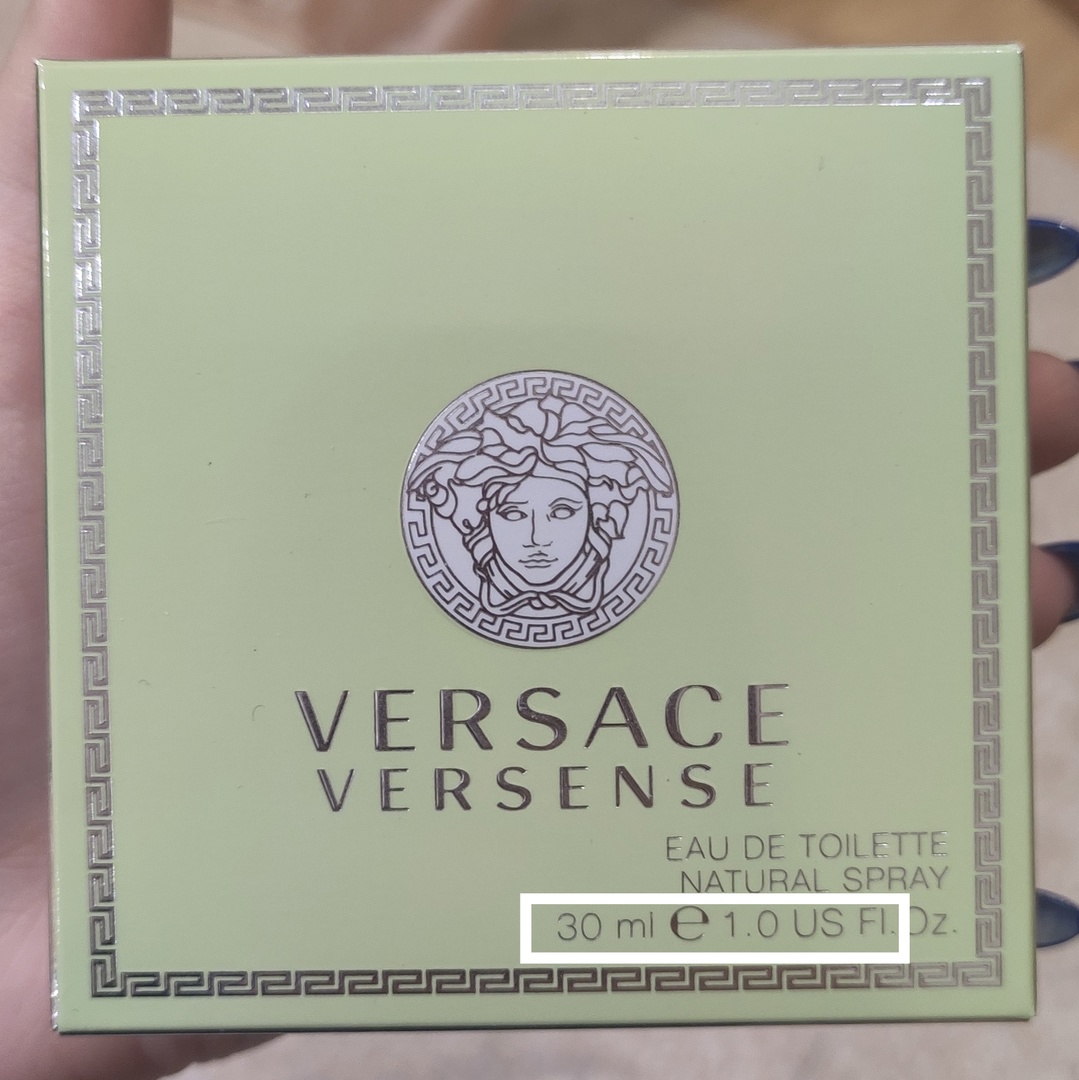 VERSACE
VERSENSE
EAU DE TOILETTE
NATURAL SPRAY
30 ml ℮ 1.0 US Fl.Oz.